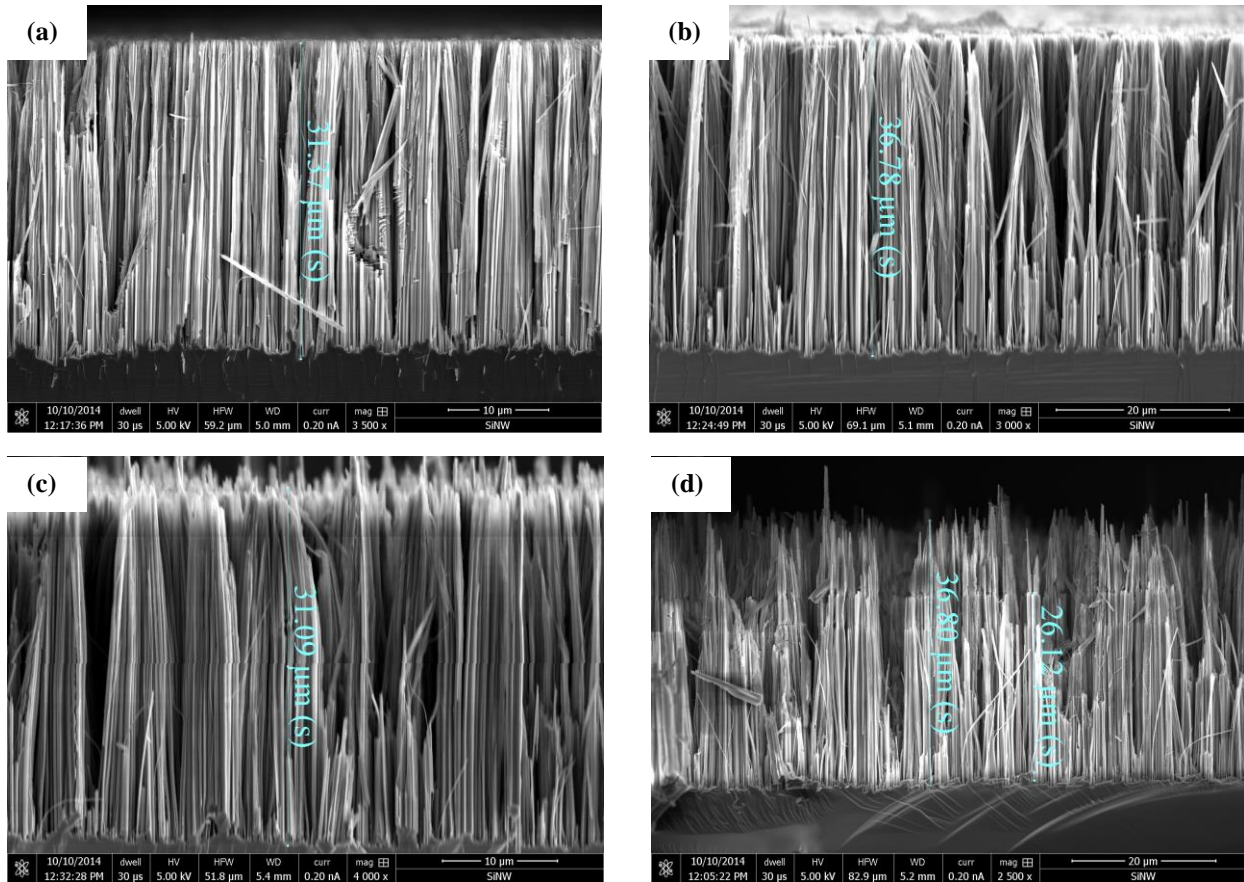 (a)
31.37 µm (s)
10/10/2014 dwell HV HFW WD curr mag 10 µm
12:17:36 PM 30 µs 5.00 kV 59.2 µm 5.0 mm 0.20 nA 3 500 x SiNW
(b)
36.78 µm (s)
10/10/2014 dwell HV HFW WD curr mag 20 µm
12:24:49 PM 30 µs 5.00 kV 69.1 µm 5.1 mm 0.20 nA 3 000 x SiNW
(c)
31.09 µm (s)
10/10/2014 dwell HV HFW WD curr mag 10 µm
12:32:28 PM 30 µs 5.00 kV 51.8 µm 5.4 mm 0.20 nA 4 000 x SiNW
(d)
36.80 µm (s)
26.12 µm (s)
10/10/2014 dwell HV HFW WD curr mag 20 µm
12:05:22 PM 30 µs 5.00 kV 82.9 µm 5.2 mm 0.20 nA 2 500 x SiNW